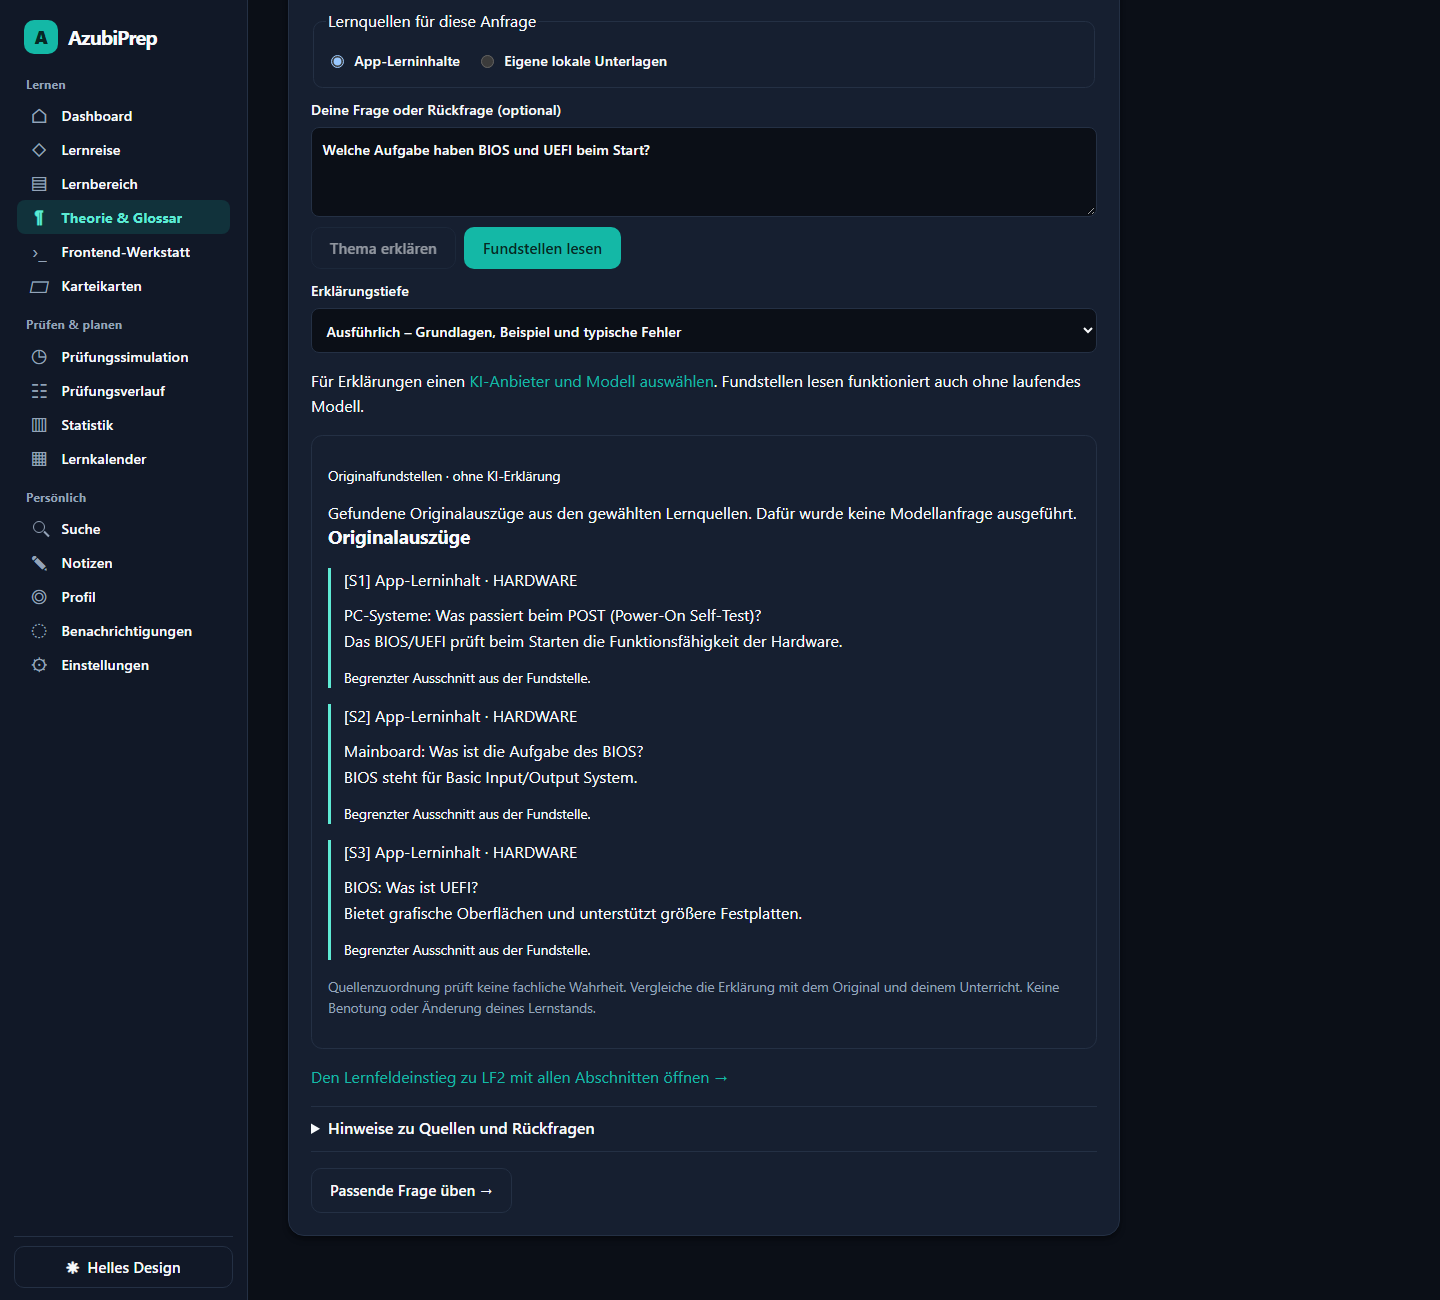 A AzubiPrep
Lernen
Dashboard
Lernreise
Lernbereich
¶ Theorie & Glossar
›_ Frontend-Werkstatt
Karteikarten
Prüfen & planen
Prüfungssimulation
Prüfungsverlauf
Statistik
Lernkalender
Persönlich
Suche
Notizen
Profil
Benachrichtigungen
Einstellungen
Helles Design
Lernquellen für diese Anfrage
App-Lerninhalte
Eigene lokale Unterlagen
Deine Frage oder Rückfrage (optional)
Welche Aufgabe haben BIOS und UEFI beim Start?
Thema erklären
Fundstellen lesen
Erklärungstiefe
Ausführlich – Grundlagen, Beispiel und typische Fehler
Für Erklärungen einen KI-Anbieter und Modell auswählen. Fundstellen lesen funktioniert auch ohne laufendes
Modell.
Originalfundstellen · ohne KI-Erklärung
Gefundene Originalauszüge aus den gewählten Lernquellen. Dafür wurde keine Modellanfrage ausgeführt.
Originalauszüge
[S1] App-Lerninhalt · HARDWARE
PC-Systeme: Was passiert beim POST (Power-On Self-Test)?
Das BIOS/UEFI prüft beim Starten die Funktionsfähigkeit der Hardware.
Begrenzter Ausschnitt aus der Fundstelle.
[S2] App-Lerninhalt · HARDWARE
Mainboard: Was ist die Aufgabe des BIOS?
BIOS steht für Basic Input/Output System.
Begrenzter Ausschnitt aus der Fundstelle.
[S3] App-Lerninhalt · HARDWARE
BIOS: Was ist UEFI?
Bietet grafische Oberflächen und unterstützt größere Festplatten.
Begrenzter Ausschnitt aus der Fundstelle.
Quellenzuordnung prüft keine fachliche Wahrheit. Vergleiche die Erklärung mit dem Original und deinem Unterricht. Keine
Benotung oder Änderung deines Lernstands.
Den Lernfeldeinstieg zu LF2 mit allen Abschnitten öffnen →
Hinweise zu Quellen und Rückfragen
Passende Frage üben →